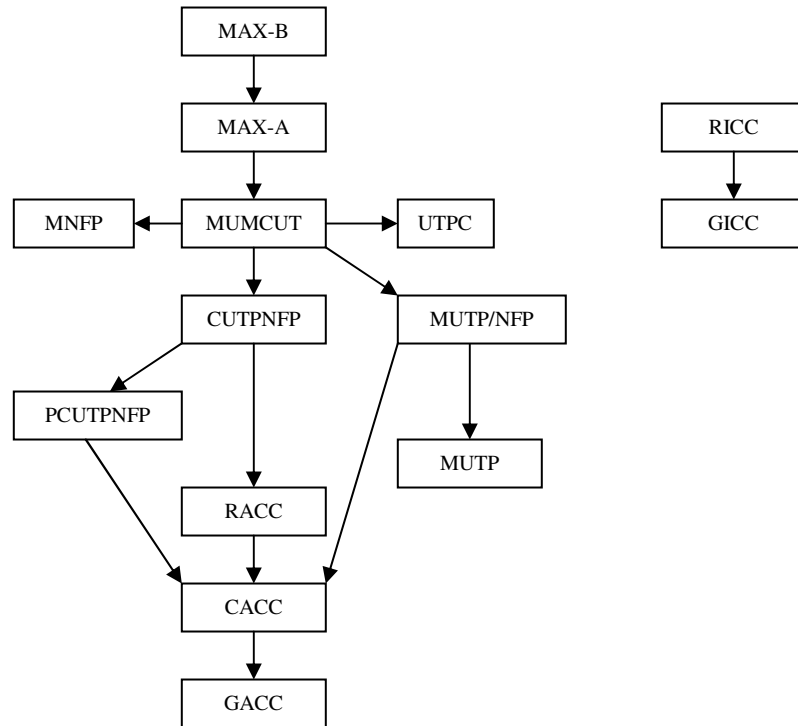 MAX-B
MAX-A
RICC
MNFP
MUMCUT
UTPC
GICC
CUTPNFP
MUTP/NFP
PCUTPNFP
MUTP
RACC
CACC
GACC